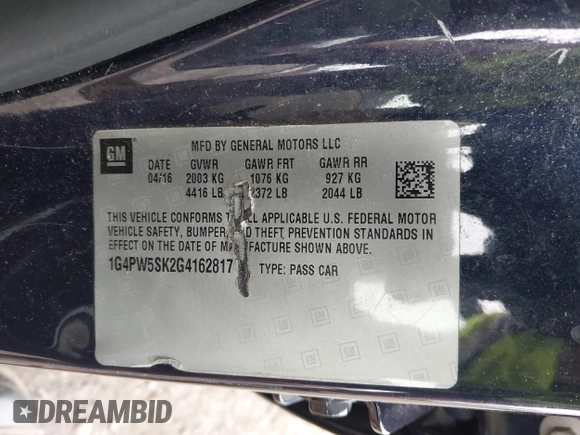 GM
MFD BY GENERAL MOTORS LLC
DATE GVWR GAWR FRT GAWR RR
04/16 2003 KG 1076 KG 927 KG
4416 LB 2372 LB 2044 LB
THIS VEHICLE CONFORMS ALL APPLICABLE U.S. FEDERAL MOTOR
VEHICLE SAFETY, BUMPER, AND THEFT PREVENTION STANDARDS IN
EFFECT ON THE DATE OF MANUFACTURE SHOWN ABOVE.
1G4PW5SK2G4162817 TYPE: PASS CAR
DREAMBID